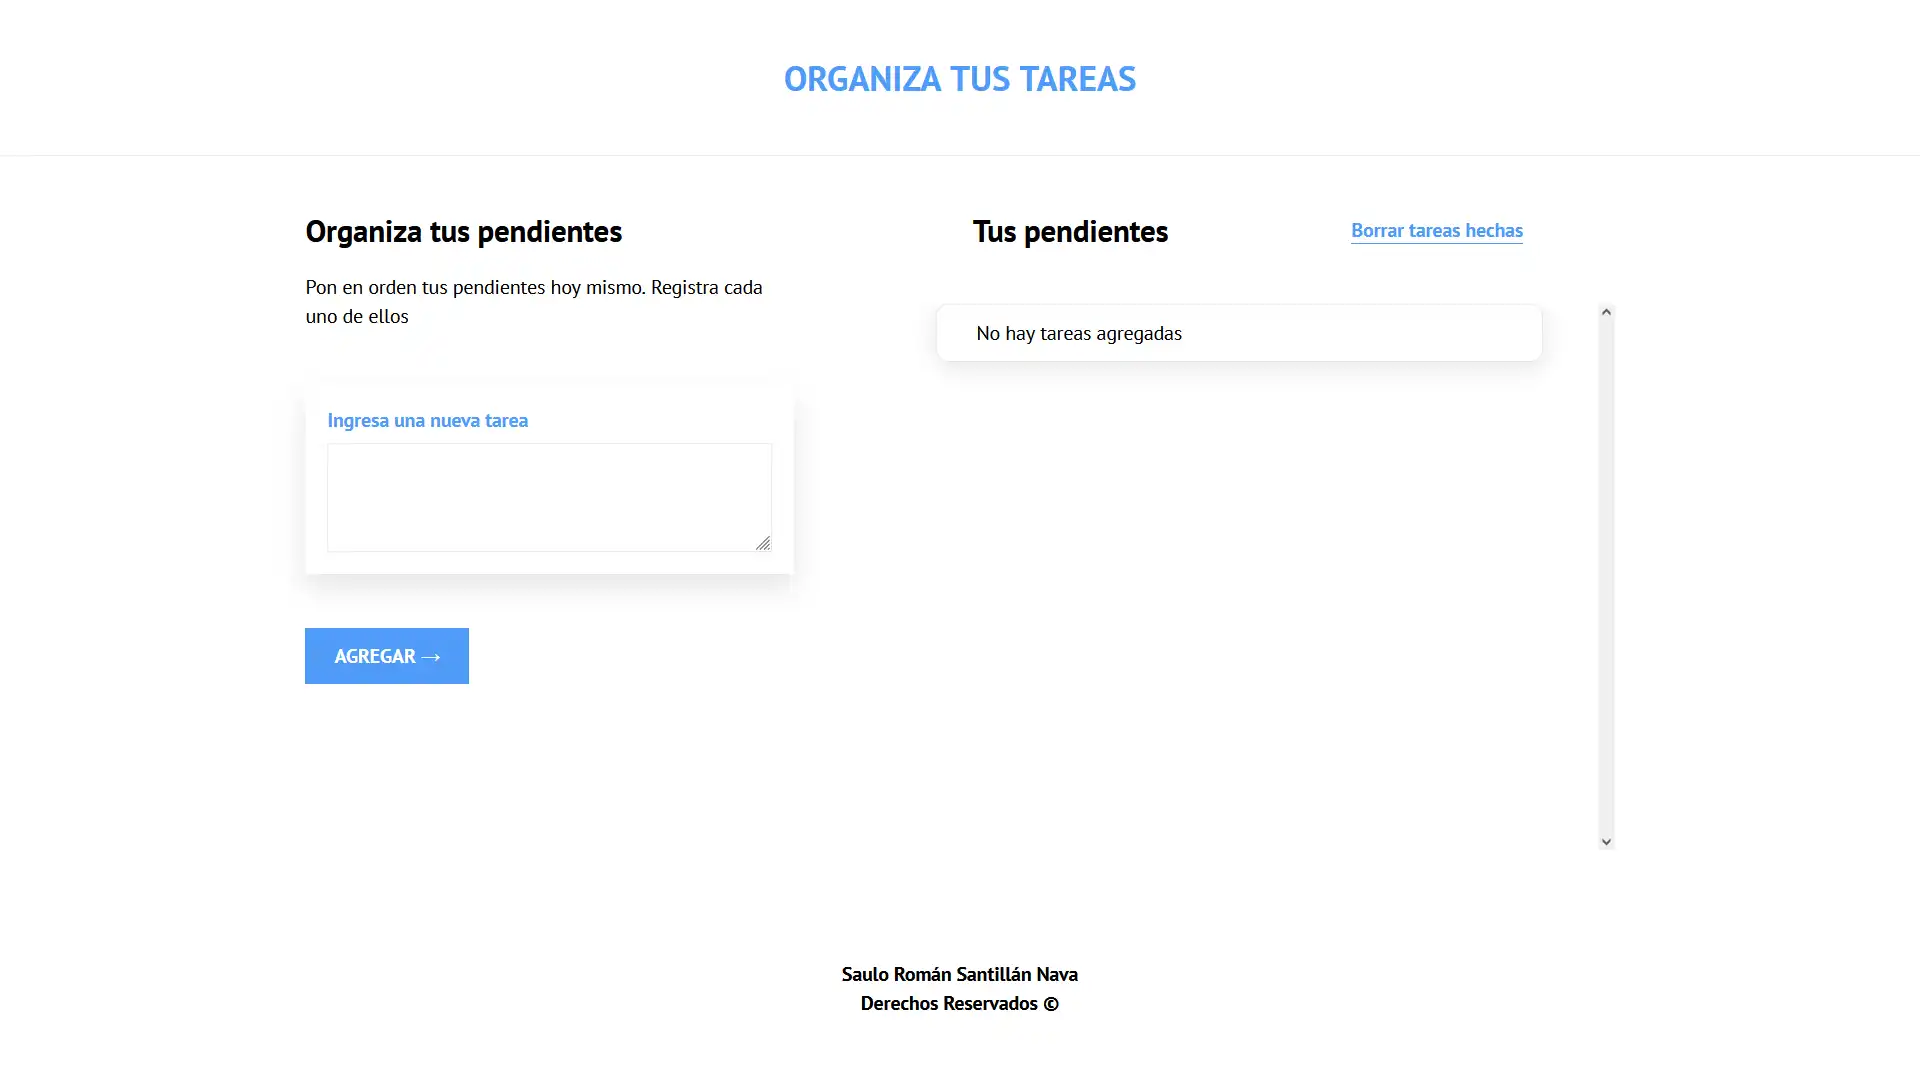 ORGANIZA TUS TAREAS
Organiza tus pendientes
Pon en orden tus pendientes hoy mismo. Registra cada
uno de ellos
Ingresa una nueva tarea
AGREGAR →
Tus pendientes
Borrar tareas hechas
No hay tareas agregadas
Saulo Román Santillán Nava
Derechos Reservados ©